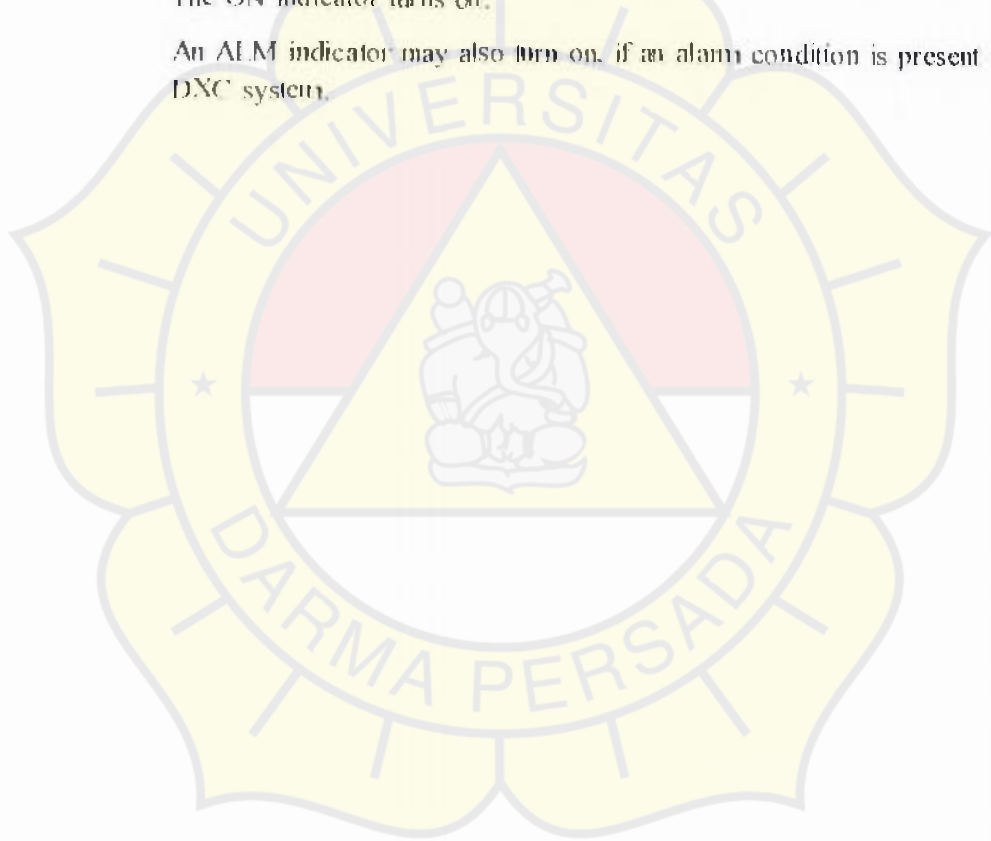 The ON indicator turns on.
An ALM indicator may also turn on, if an alarm condition is present
DXC system.
UNIVERSITAS
DARMA PERSADA